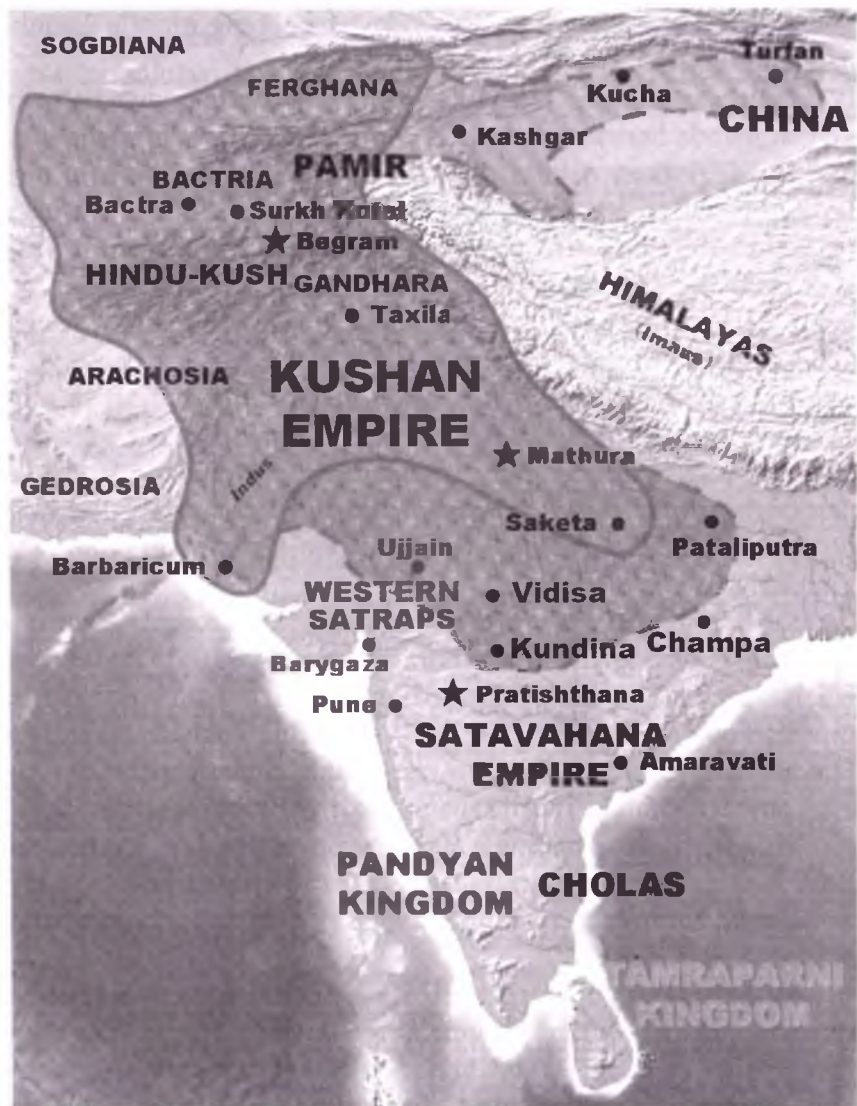 SOGDIANA
Turfan
FERGHANA
Kucha
CHINA
Kashgar
PAMIR
BACTRIA
Bactra
Surkh
Begram
HINDU-KUSH
GANDHARA
HIMALAYAS
(Imaus)
Taxila
ARACHOSIA
KUSHAN
EMPIRE
Mathura
GEDROSIA
Indus
Saketa
Pataliputra
Ujjain
Barbaricum
WESTERN
SATRAPS
Vidisa
Champa
Kundina
Barygaza
Pratishthana
Pune
SATAVAHANA
EMPIRE
Amaravati
PANDYAN
KINGDOM
CHOLAS
TAMRAPARNI
KINGDOM